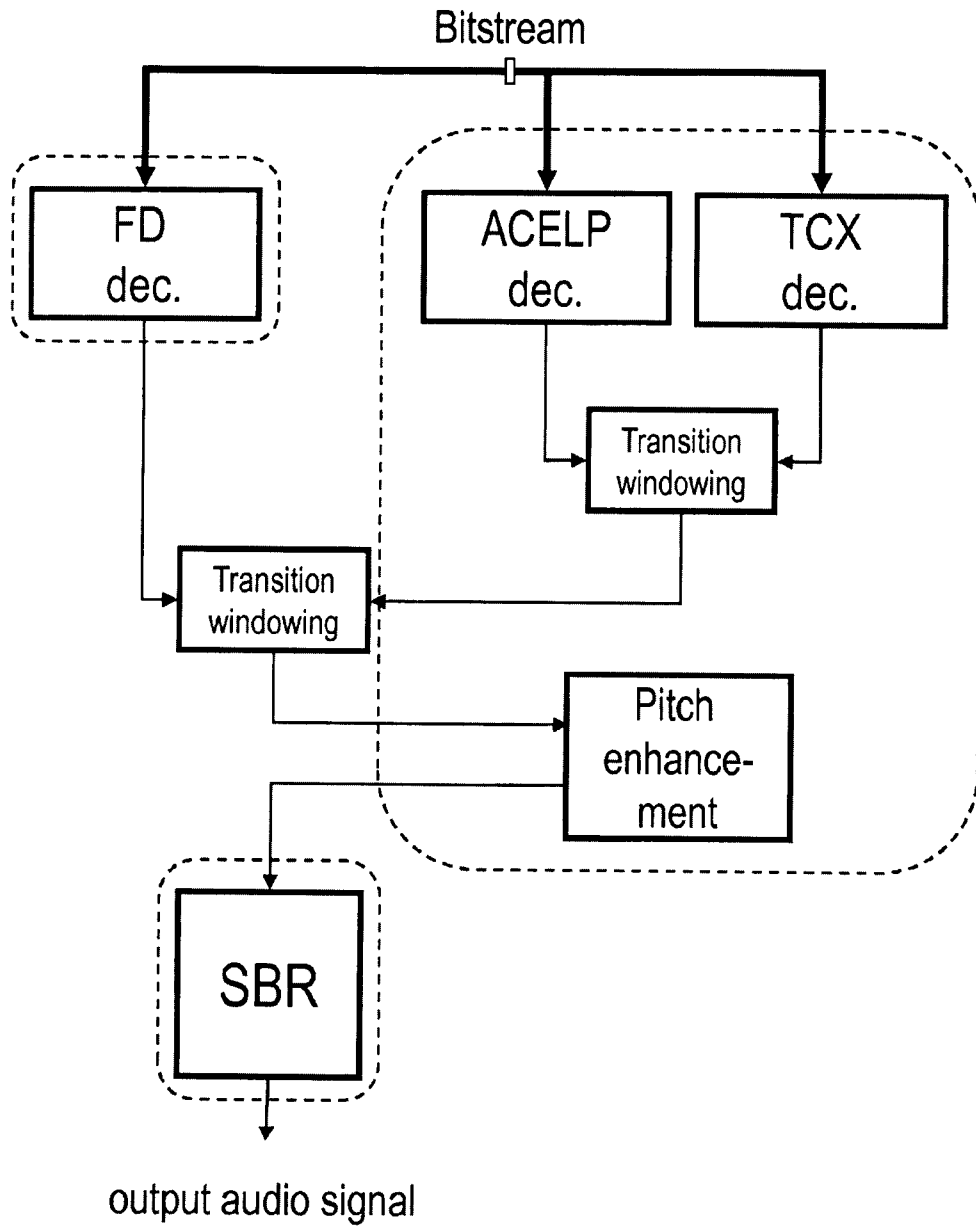 Bitstream
FD
dec.
ACELP
dec.
TCX
dec.
Transition
windowing
Transition
windowing
Pitch
enhance-
ment
SBR
output audio signal